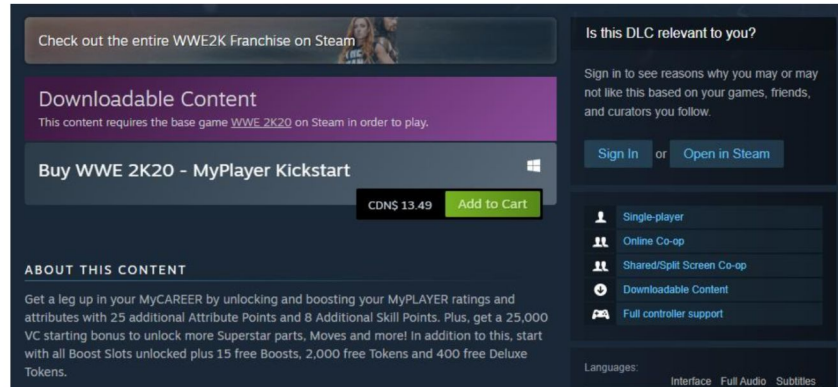 Check out the entire WWE2K Franchise on Steam
Downloadable Content
This content requires the base game WWE 2K20 on Steam in order to play.
Buy WWE 2K20 - MyPlayer Kickstart
CDN$ 13.49
Add to Cart
ABOUT THIS CONTENT
Get a leg up in your MyCAREER by unlocking and boosting your MyPLAYER ratings and
attributes with 25 additional Attribute Points and 8 Additional Skill Points. Plus, get a 25,000
VC starting bonus to unlock more Superstar parts, Moves and more! In addition to this, start
with all Boost Slots unlocked plus 15 free Boosts, 2,000 free Tokens and 400 free Deluxe
Tokens.
Is this DLC relevant to you?
Sign in to see reasons why you may or may
not like this based on your games, friends,
and curators you follow.
Sign In or Open in Steam
Single-player
Online Co-op
Shared/Split Screen Co-op
Downloadable Content
Full controller support
Languages:
Interface Full Audio Subtitles